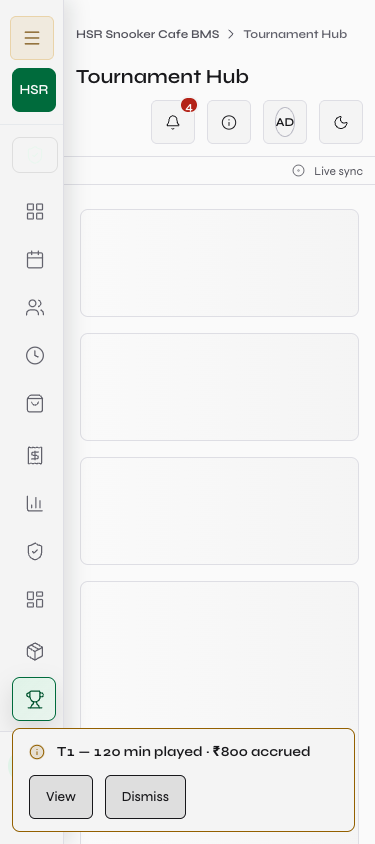 HSR Snooker Cafe BMS > Tournament Hub
HSR
Tournament Hub
4
AD
Live sync
T1 — 120 min played · ₹800 accrued
View
Dismiss